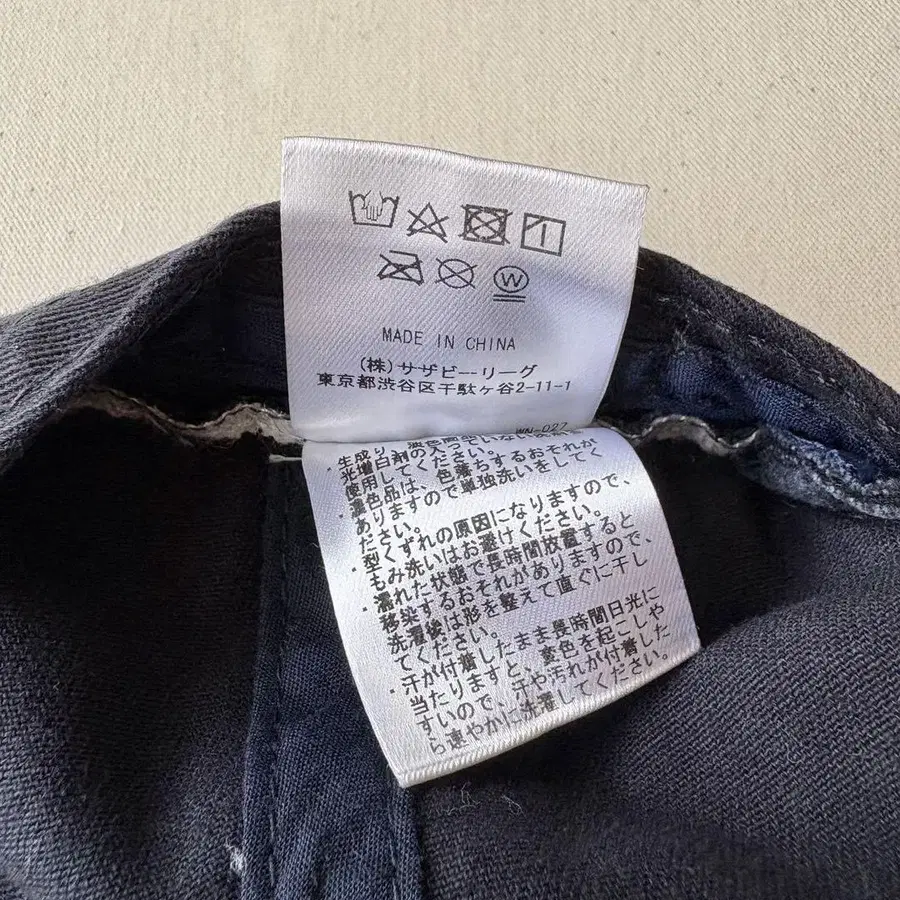 W
MADE IN CHINA
(株)サザビーリーグ
東京都渋谷区千駄ヶ谷2-11-1
WN-027
光増白剤の入っ
使用してください。
・濃色品は、色落ちするおそれが
ありますので単独洗いをしてく
ださい。
・型くずれの原因になりますので、
もみ洗いはお避けください。
・濡れた状態で長時間放置すると
移染するおそれがありますので、
洗濯後は形を整えて直ぐに干し
てください。
・汗が付着したまま長時間日光に
当たりますと、変色を起こしや
すいので、汗や汚れが付着した
ら速やかに洗濯してください。